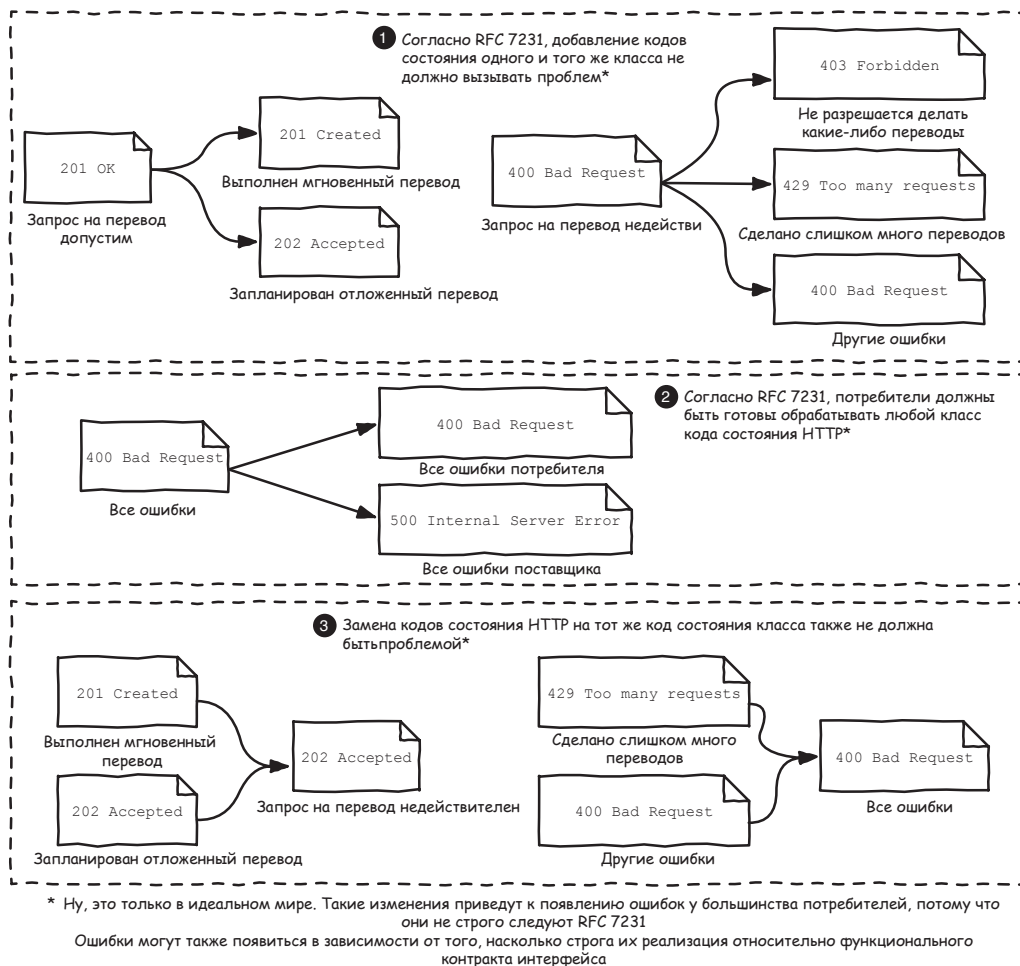 1 Согласно RFC 7231, добавление кодов
состояния одного и того же класса не
должно вызывать проблем*
201 OK
Запрос на перевод
допустим
201 Created
Выполнен мгновенный перевод
202 Accepted
Запланирован отложенный перевод
400 Bad Request
Запрос на перевод недействи
403 Forbidden
Не разрешается делать
какие-либо переводы
429 Too many requests
Сделано слишком много переводов
400 Bad Request
Другие ошибки
2 Согласно RFC 7231, потребители должны
быть готовы обрабатывать любой класс
кода состояния HTTP*
400 Bad Request
Все ошибки
400 Bad Request
Все ошибки потребителя
500 Internal Server Error
Все ошибки поставщика
3 Замена кодов состояния HTTP на тот же код состояния класса также не должна
бытьпроблемой*
201 Created
Выполнен мгновенный
перевод
202 Accepted
Запланирован отложенный перевод
202 Accepted
Запрос на перевод недействителен
429 Too many requests
Сделано слишком много
переводов
400 Bad Request
Другие ошибки
400 Bad Request
Все ошибки
* Ну, это только в идеальном мире. Такие изменения приведут к появлению ошибок у большинства потребителей, потому что
они не строго следуют RFC 7231
Ошибки могут также появиться в зависимости от того, насколько строга их реализация относительно функционального
контракта интерфейса